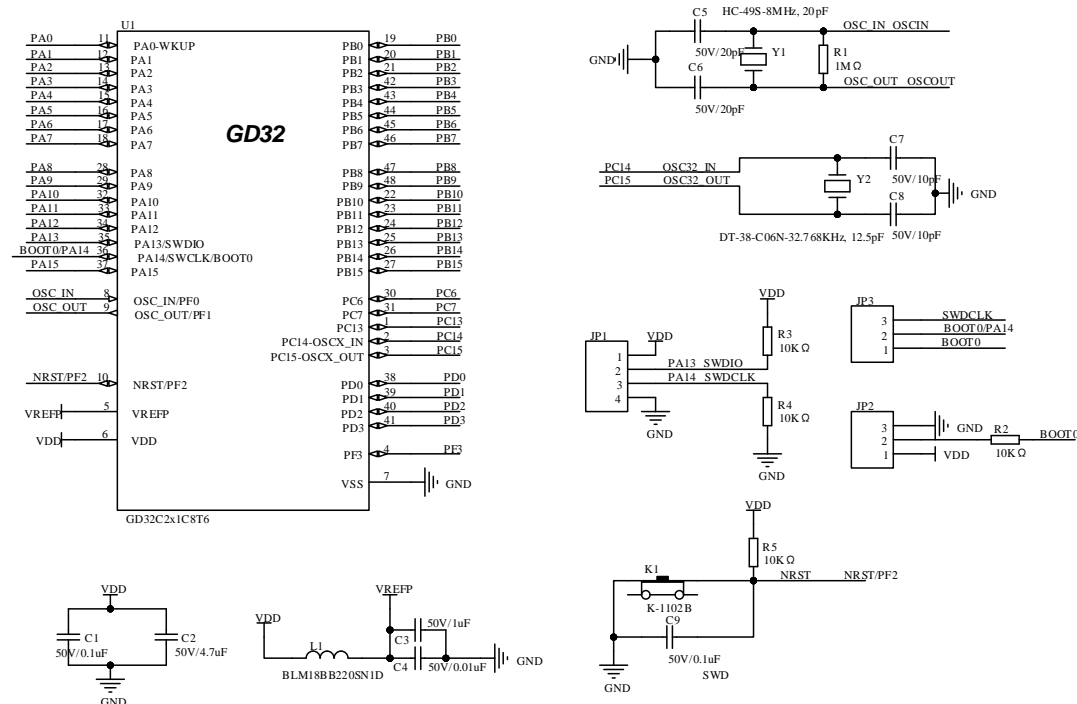 U1
GD32
PA0 11 PA0-WKUP
PA1 12 PA1
PA2 13 PA2
PA3 14 PA3
PA4 15 PA4
PA5 16 PA5
PA6 17 PA6
PA7 18 PA7
PA8 28 PA8
PA9 29 PA9
PA10 32 PA10
PA11 33 PA11
PA12 34 PA12
PA13 35 PA13/SWDIO
BOOT0/PA14 36 PA14/SWCLK/BOOT0
PA15 37 PA15
OSC_IN 8 OSC_IN/PF0
OSC_OUT 9 OSC_OUT/PF1
NRST/PF2 10 NRST/PF2
VREFP 5 VREFP
VDD 6 VDD
PB0 19 PB0
PB1 20 PB1
PB2 21 PB2
PB3 42 PB3
PB4 43 PB4
PB5 44 PB5
PB6 45 PB6
PB7 46 PB7
PB8 47 PB8
PB9 48 PB9
PB10 22 PB10
PB11 23 PB11
PB12 24 PB12
PB13 25 PB13
PB14 26 PB14
PB15 27 PB15
PC6 30 PC6
PC7 31 PC7
PC13 1 PC13
PC14-OSCX_IN 2 PC14
PC15-OSCX_OUT 3 PC15
PD0 38 PD0
PD1 39 PD1
PD2 40 PD2
PD3 41 PD3
PF3 4 PF3
VSS 7 GND
GD32C2x1C8T6
HC-49S-8MHz, 20pF
C5
50V/20pF
OSC_IN OSCIN
GND
Y1
R1
1MΩ
C6
50V/20pF
OSC_OUT OSCOUT
PC14 OSC32_IN
PC15 OSC32_OUT
C7
50V/10pF
Y2
GND
C8
50V/10pF
DT-38-C06N-32.768KHz, 12.5pF
VDD
R3
10KΩ
JP1
VDD
1
2 PA13 SWDIO
3 PA14 SWDCLK
4
GND
R4
10KΩ
GND
JP3
3 SWDCLK
2 BOOT0/PA14
1 BOOT0
JP2
3 GND
2 R2 BOOT0
10KΩ
1 VDD
VDD
R5
10KΩ
K1
NRST NRST/PF2
K-1102B
C9
50V/0.1uF
SWD
GND
VDD
C1
50V/0.1uF
C2
50V/4.7uF
GND
VREFP
VDD
L1
BLM18BB220SN1D
50V/1uF
C3
C4
50V/0.01uF
GND